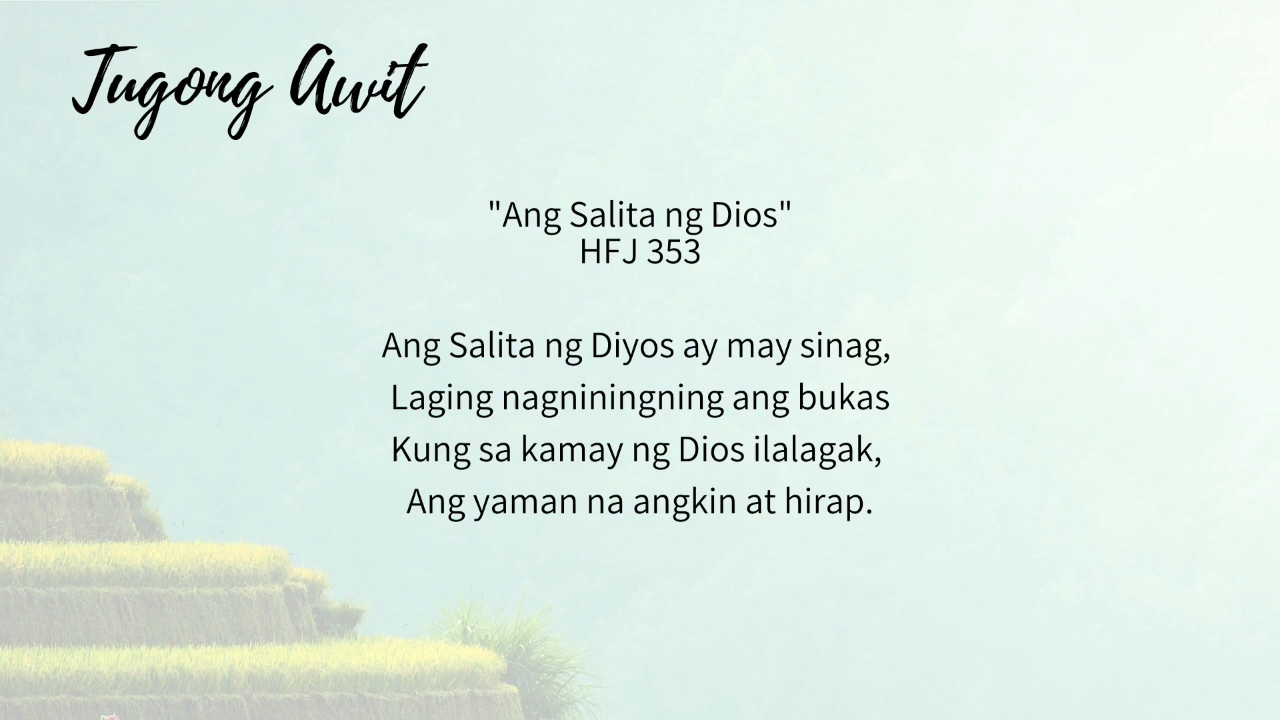 Tugong Awit
"Ang Salita ng Dios"
HFJ 353
Ang Salita ng Diyos ay may sinag,
Laging nagniningning ang bukas
Kung sa kamay ng Dios ilalagak,
Ang yaman na angkin at hirap.